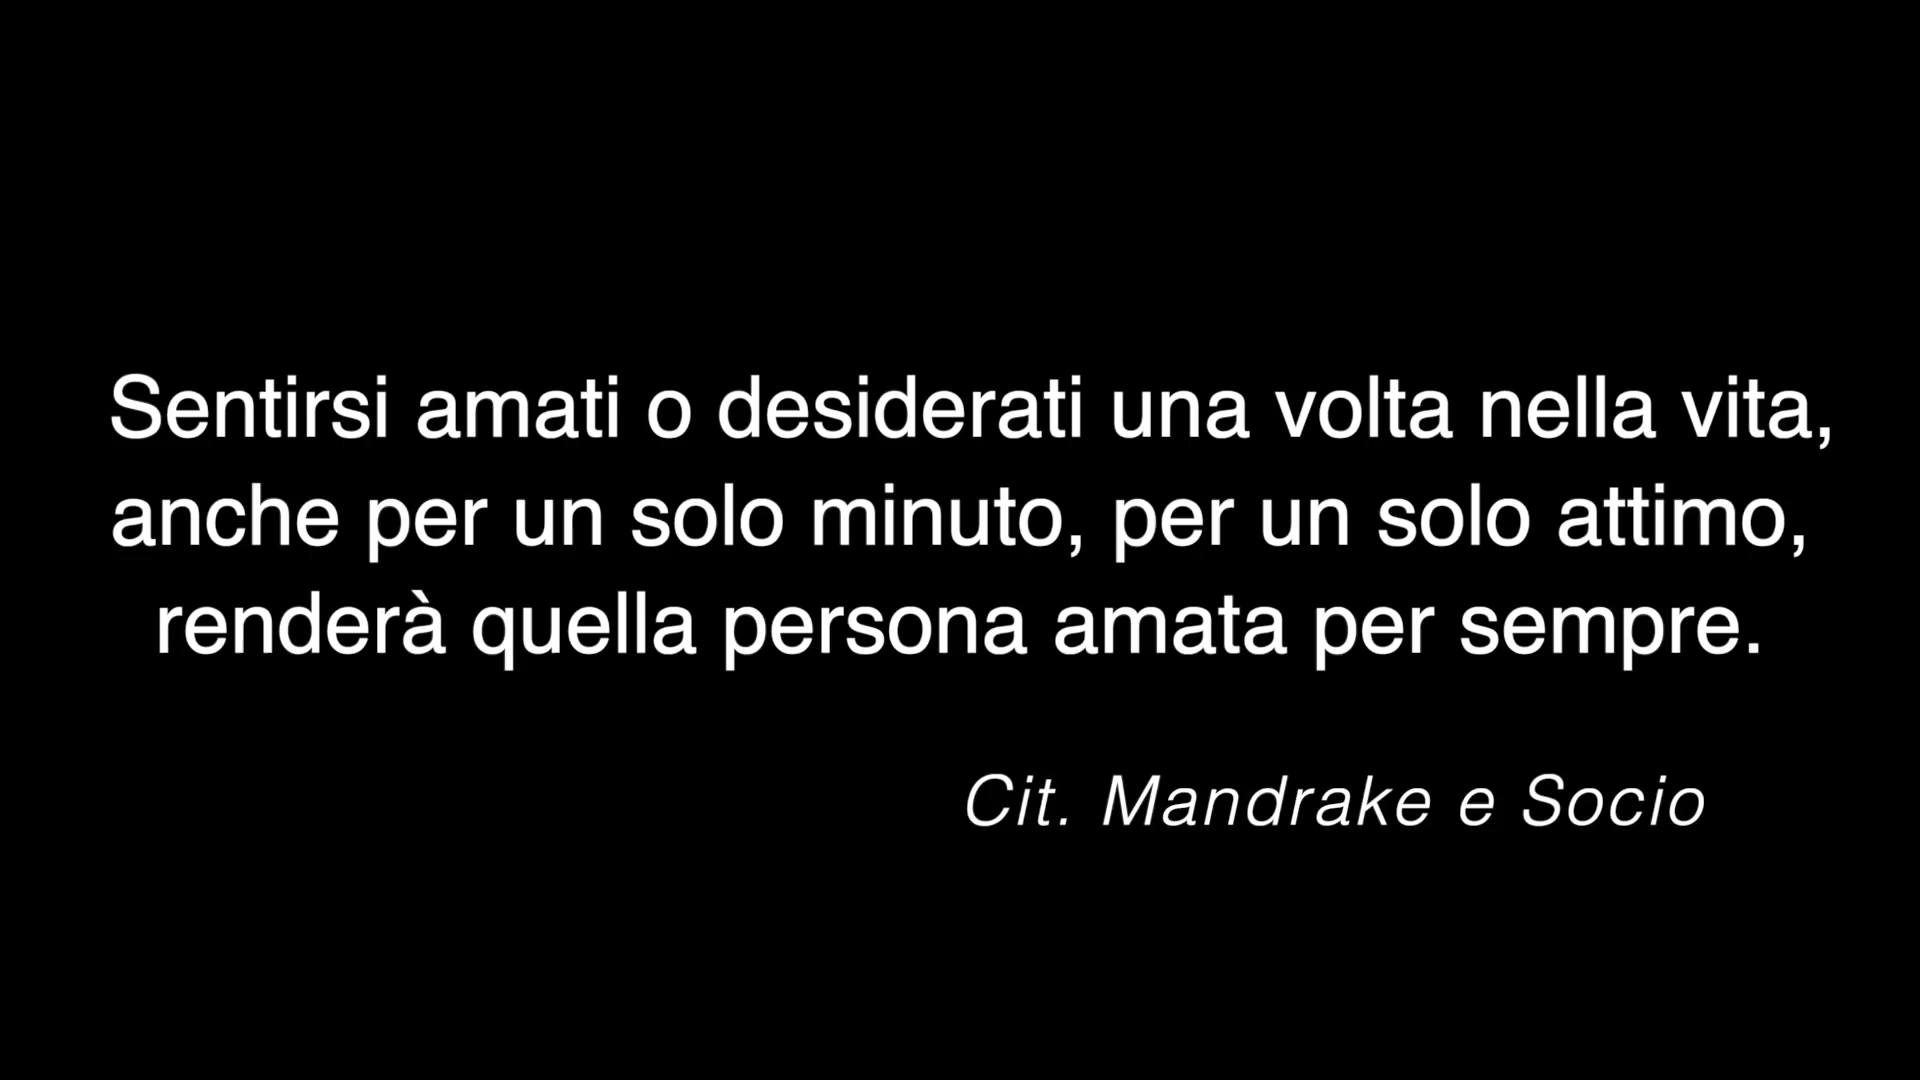 Sentirsi amati o desiderati una volta nella vita,
anche per un solo minuto, per un solo attimo,
renderà quella persona amata per sempre.
Cit. Mandrake e Socio